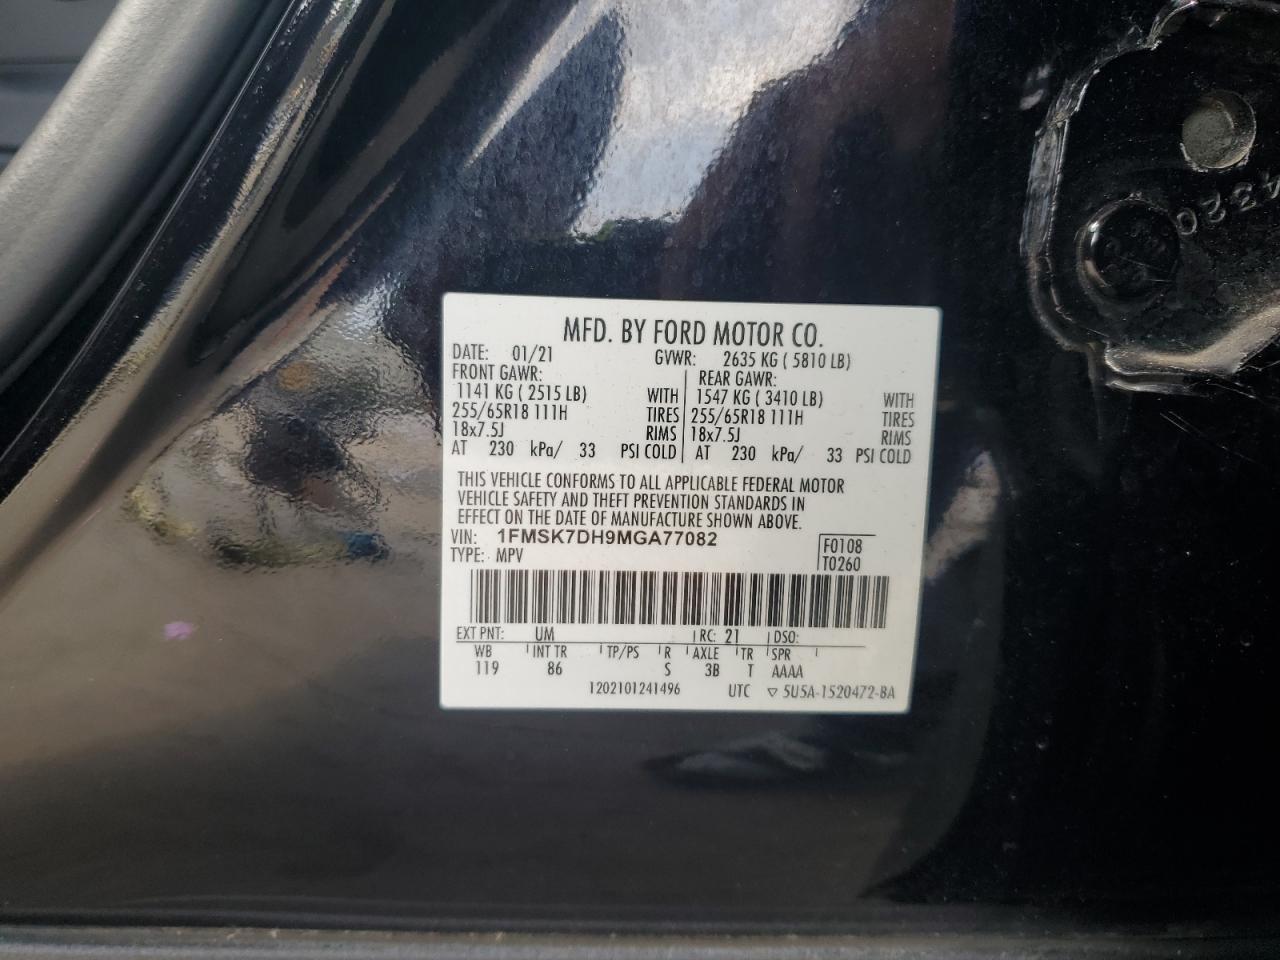 MFD. BY FORD MOTOR CO.
DATE: 01/21 GVWR: 2635 KG ( 5810 LB)
FRONT GAWR: REAR GAWR:
1141 KG ( 2515 LB) WITH 1547 KG ( 3410 LB) WITH
255/65R18 111H TIRES 255/65R18 111H TIRES
18x7.5J RIMS 18x7.5J RIMS
AT 230 kPa/ 33 PSI COLD AT 230 kPa/ 33 PSI COLD
THIS VEHICLE CONFORMS TO ALL APPLICABLE FEDERAL MOTOR
VEHICLE SAFETY AND THEFT PREVENTION STANDARDS IN
EFFECT ON THE DATE OF MANUFACTURE SHOWN ABOVE.
VIN: 1FMSK7DH9MGA77082
TYPE: MPV
F0108
T0260
EXT PNT: UM RC: 21 DSO:
WB INT TR TP/PS R AXLE TR SPR
119 86 S 3B T AAAA
1202101241496 UTC ▽ 5U5A-1520472-BA